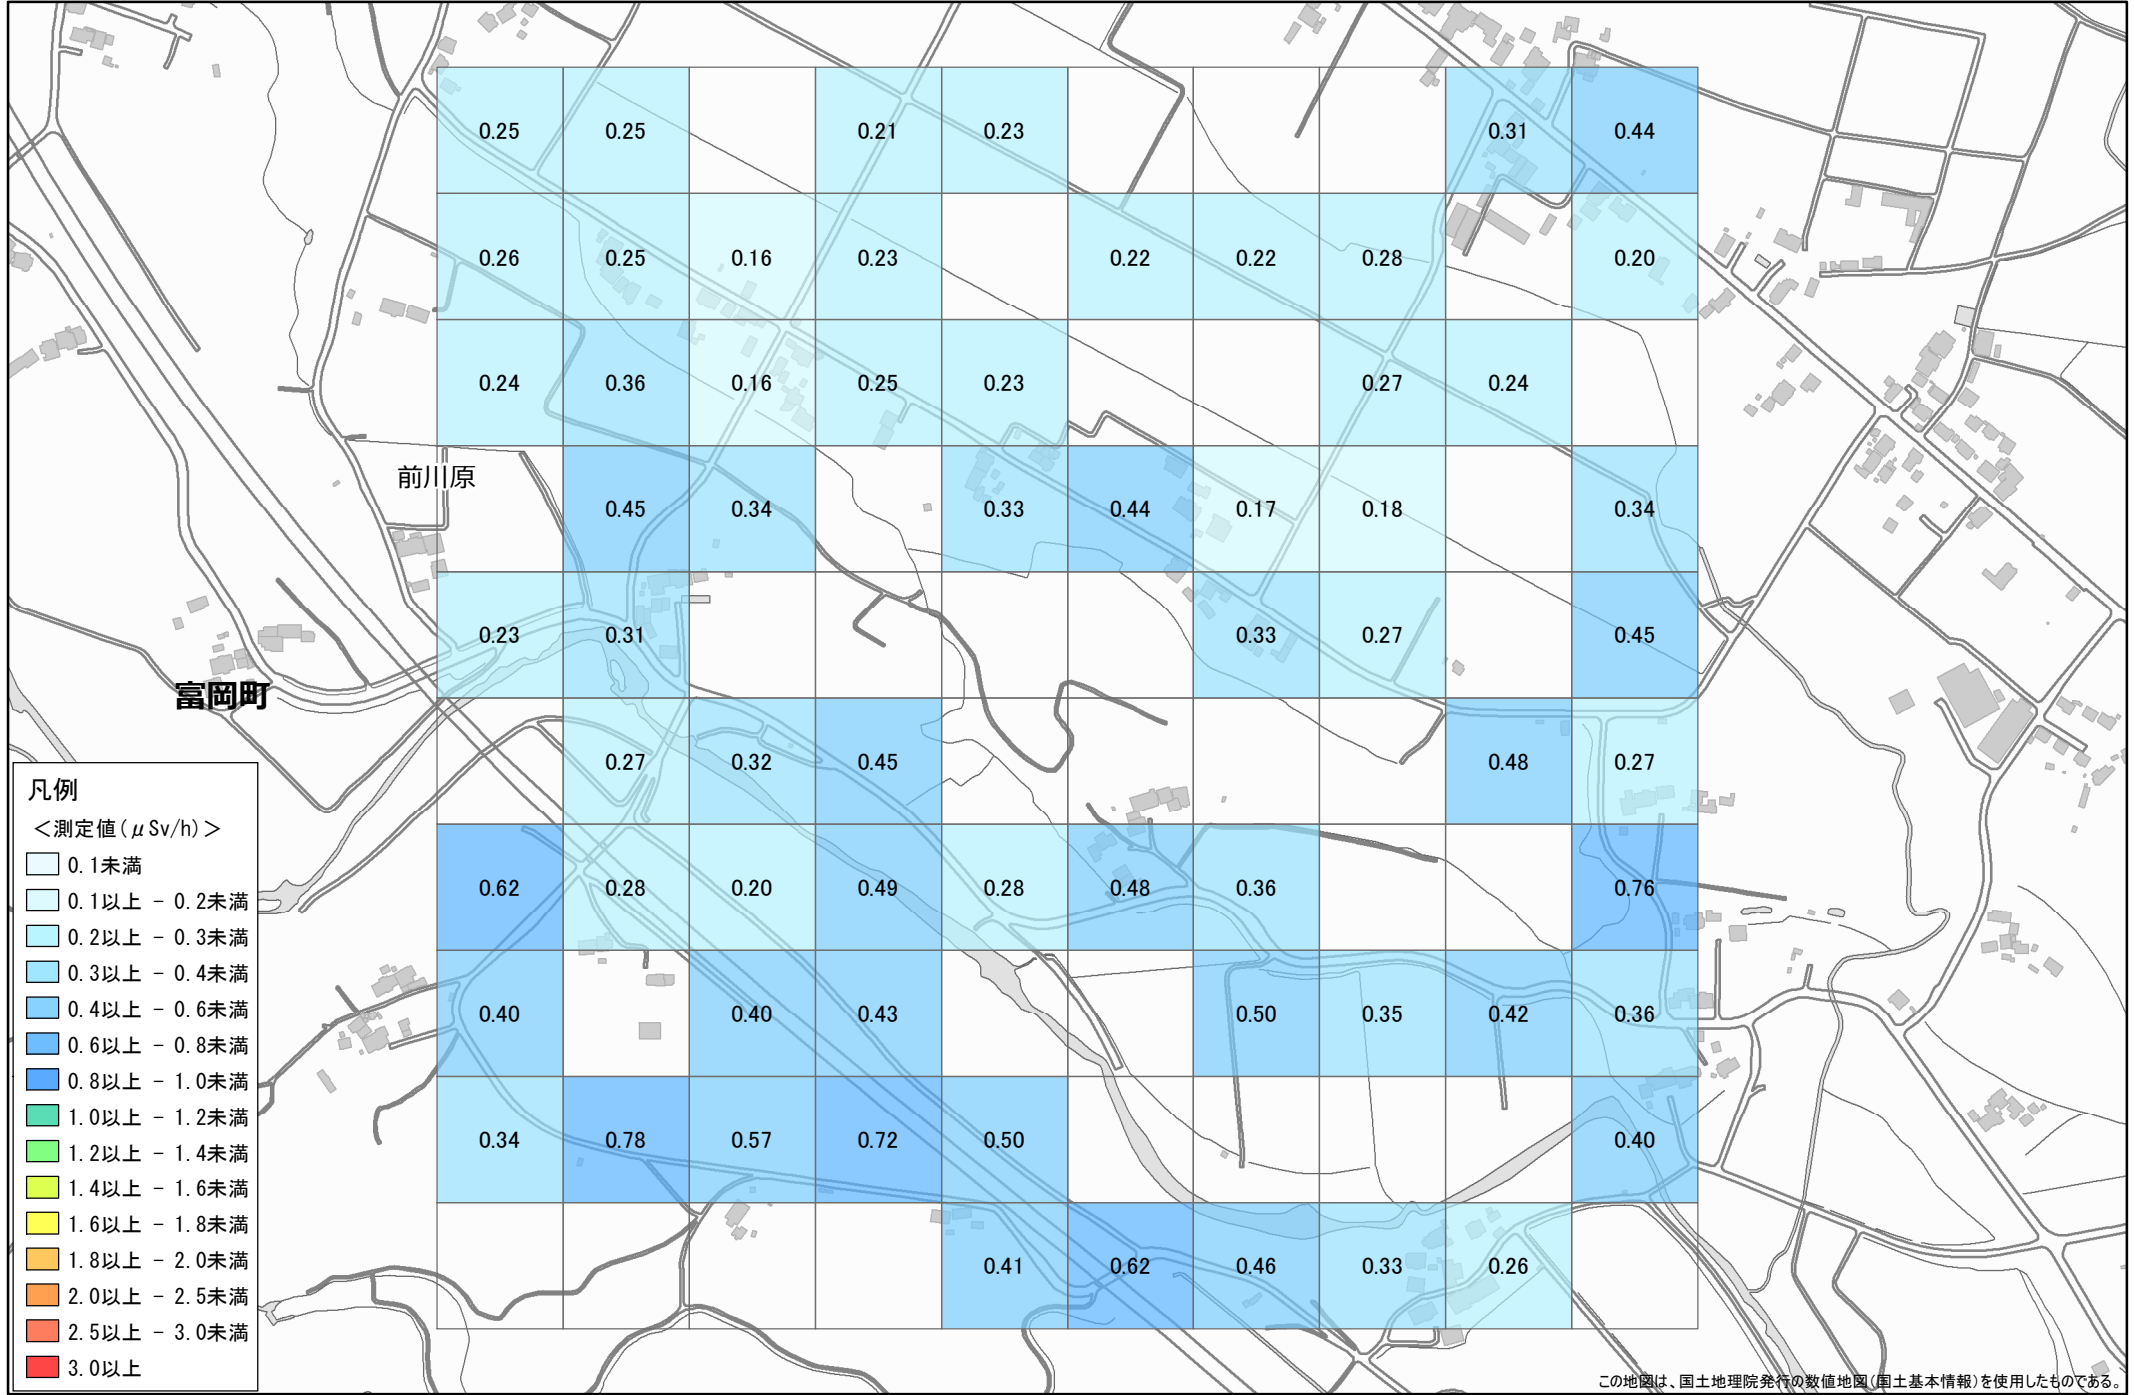 0.25 0.25 0.21 0.23 0.31 0.44
0.26 0.25 0.16 0.23 0.22 0.22 0.28 0.20
0.24 0.36 0.16 0.25 0.23 0.27 0.24
前川原
0.45 0.34 0.33 0.44 0.17 0.18 0.34
0.23 0.31 0.33 0.27 0.45
富岡町
0.27 0.32 0.45 0.48 0.27
0.62 0.28 0.20 0.49 0.28 0.48 0.36 0.76
0.40 0.40 0.43 0.50 0.35 0.42 0.36
0.34 0.78 0.57 0.72 0.50 0.40
0.41 0.62 0.46 0.33 0.26
凡例
＜測定値(μSv/h)＞
0.1未満
0.1以上 - 0.2未満
0.2以上 - 0.3未満
0.3以上 - 0.4未満
0.4以上 - 0.6未満
0.6以上 - 0.8未満
0.8以上 - 1.0未満
1.0以上 - 1.2未満
1.2以上 - 1.4未満
1.4以上 - 1.6未満
1.6以上 - 1.8未満
1.8以上 - 2.0未満
2.0以上 - 2.5未満
2.5以上 - 3.0未満
3.0以上
この地図は、国土地理院発行の数値地図(国土基本情報)を使用したものである。